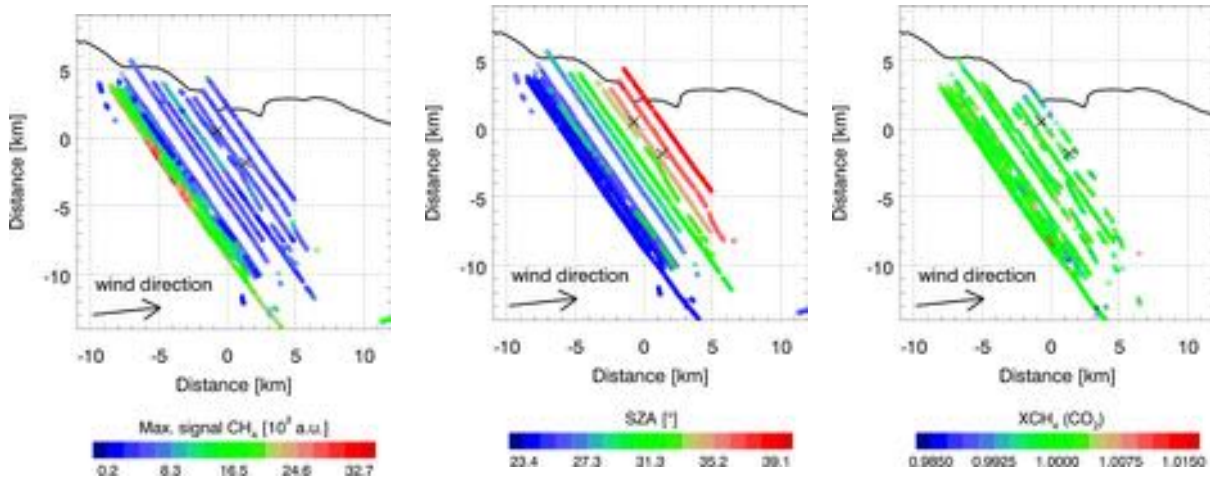 5
0
-5
-10
Distance [km]
wind direction
-10 -5 0 5 10
Distance [km]
Max. signal CH₄ [10³ a.u.]
0.2 8.3 16.5 24.6 32.7
5
0
-5
-10
Distance [km]
wind direction
-10 -5 0 5 10
Distance [km]
SZA [°]
23.4 27.3 31.3 35.2 39.1
5
0
-5
-10
Distance [km]
wind direction
-10 -5 0 5 10
Distance [km]
XCH₄ (CO₂)
0.9850 0.9925 1.0000 1.0075 1.0150